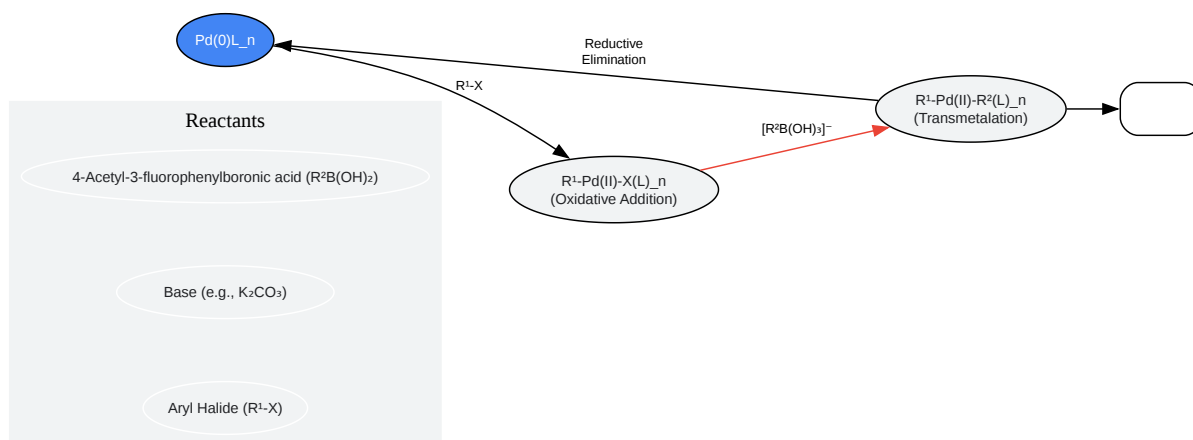 Pd(0)L_n
Reductive
Elimination
R¹-X
R¹-Pd(II)-R²(L)_n
(Transmetalation)
Reactants
[R²B(OH)₃]⁻
4-Acetyl-3-fluorophenylboronic acid (R²B(OH)₂)
R¹-Pd(II)-X(L)_n
(Oxidative Addition)
Base (e.g., K₂CO₃)
Aryl Halide (R¹-X)